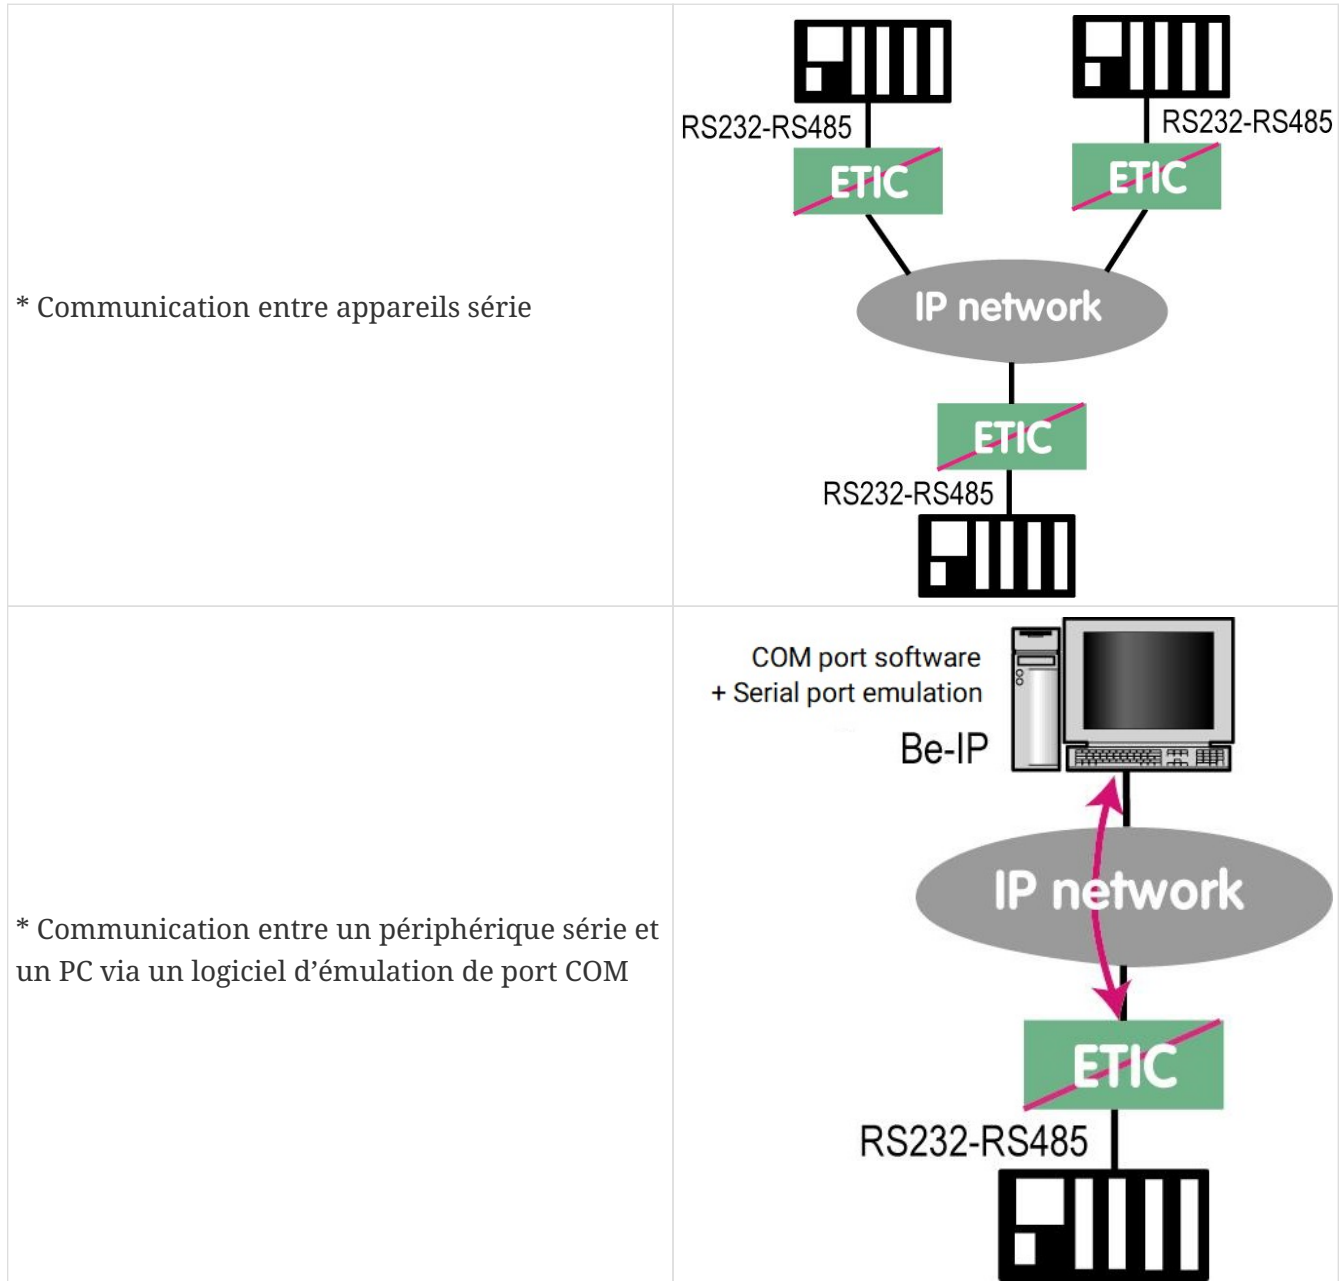 * Communication entre appareils série
RS232-RS485
RS232-RS485
ETIC
ETIC
IP network
ETIC
RS232-RS485
* Communication entre un périphérique série et
un PC via un logiciel d’émulation de port COM
COM port software
+ Serial port emulation
Be-IP
IP network
ETIC
RS232-RS485